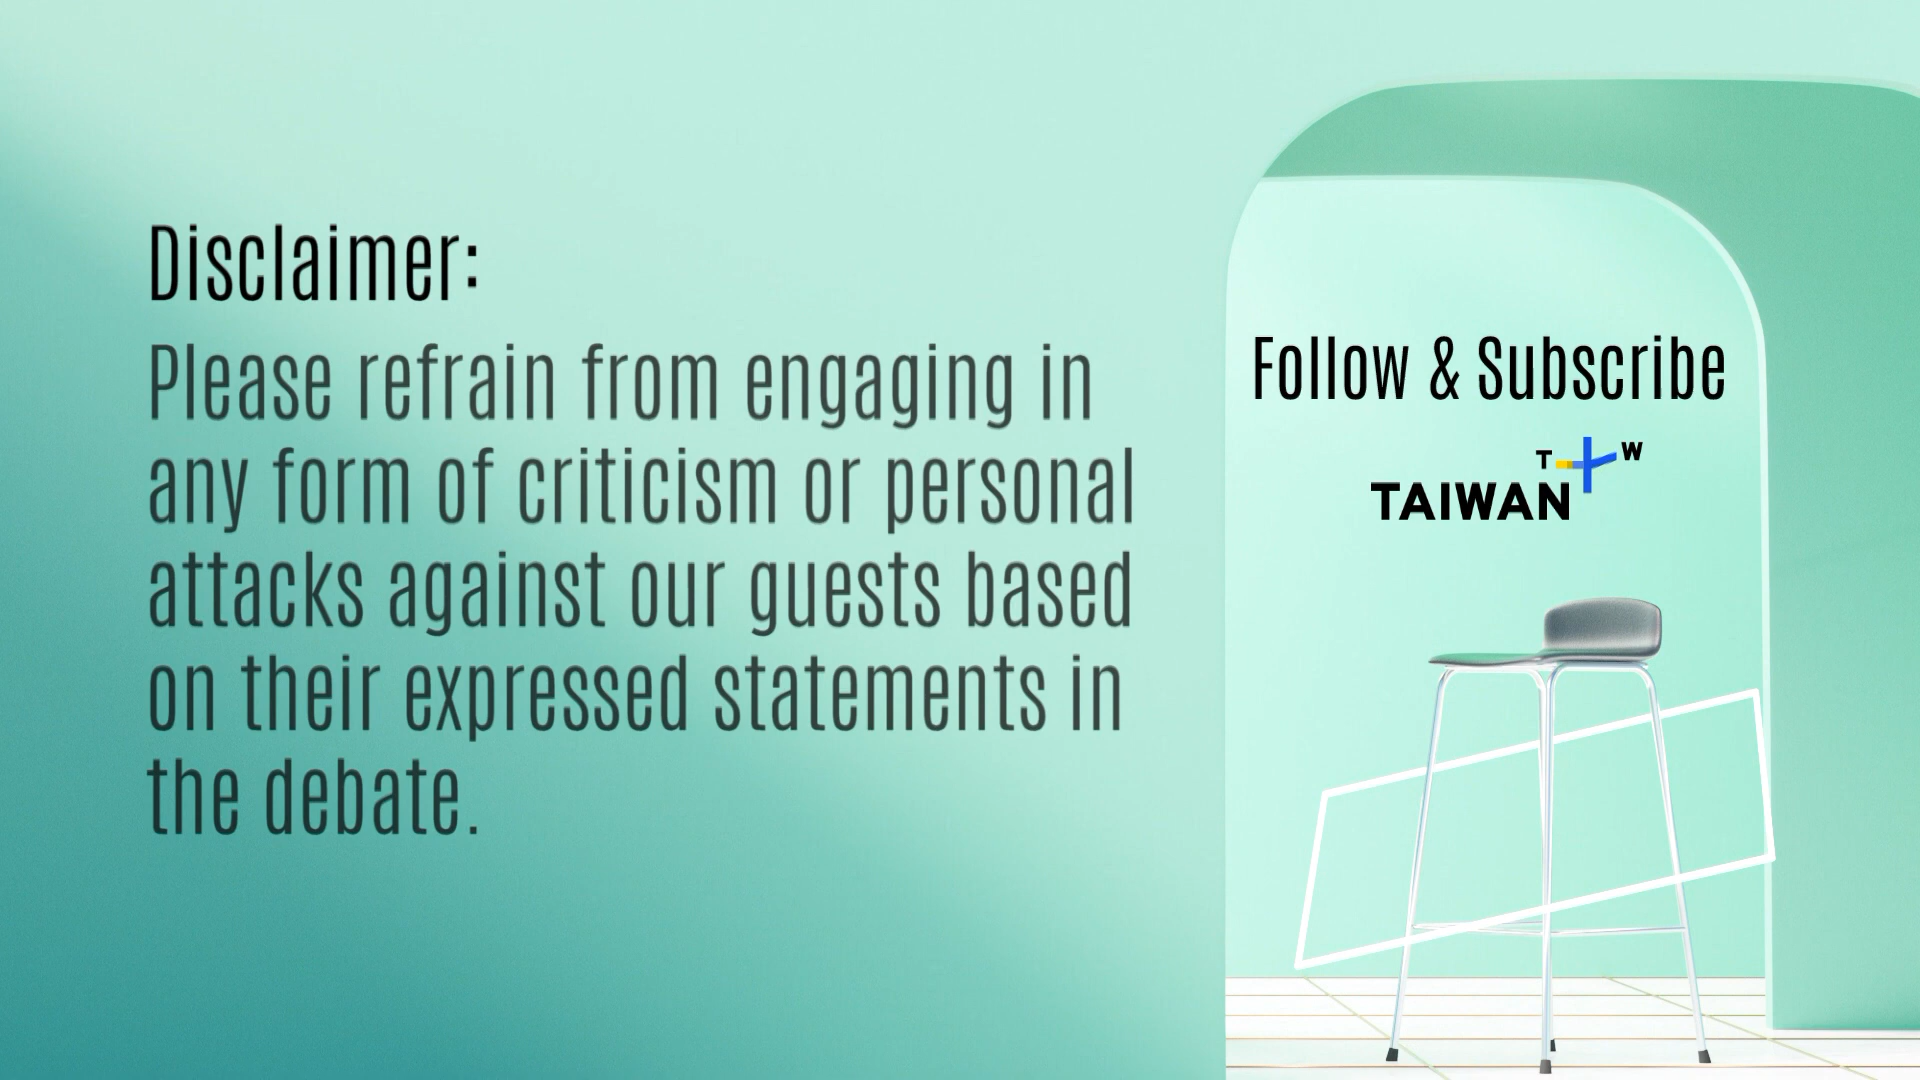 Disclaimer:
Please refrain from engaging in
any form of criticism or personal
attacks against our guests based
on their expressed statements in
the debate.
Follow & Subscribe
T W
TAIWAN